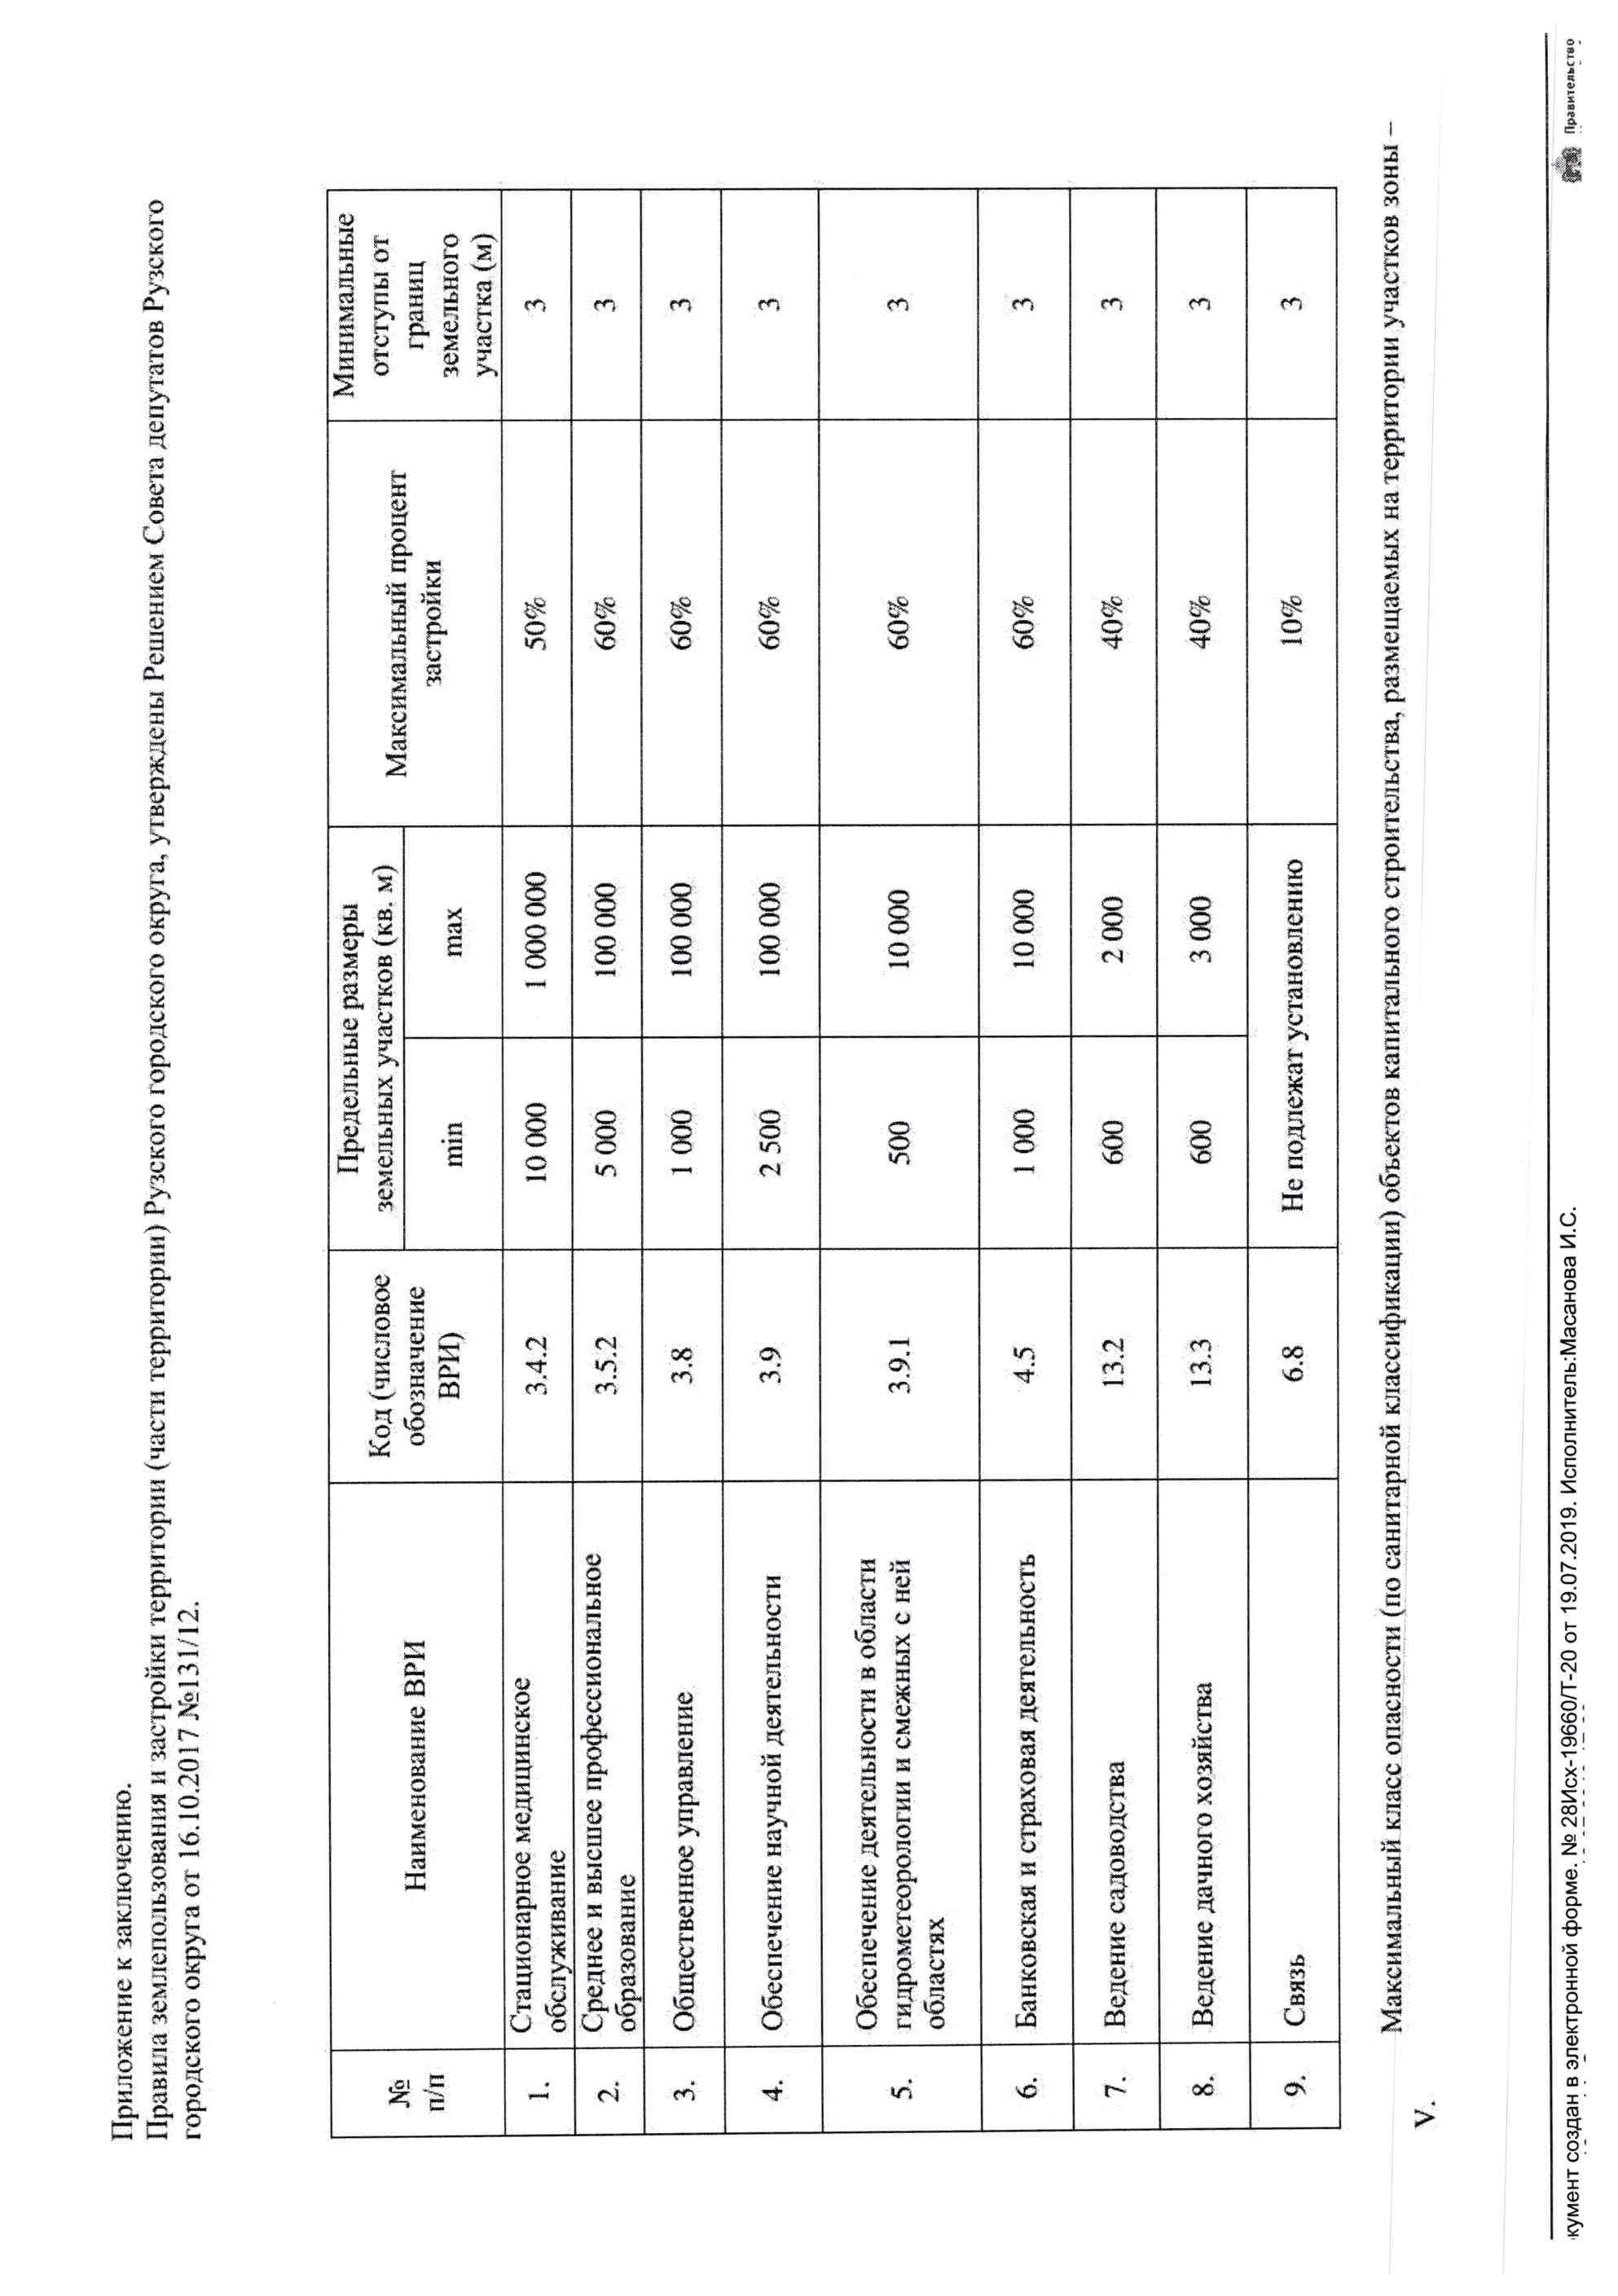 Приложение к заключению.
Правила землепользования и застройки территории (части территории) Рузского городского округа, утверждены Решением Совета депутатов Рузского
городского округа от 16.10.2017 №131/12.
№
п/п
Наименование ВРИ
Код (числовое
обозначение
ВРИ)
Предельные размеры
земельных участков (кв. м)
min
max
Максимальный процент
застройки
Минимальные
отступы от
границ
земельного
участка (м)
1. Стационарное медицинское
обслуживание
3.4.2 10 000 1 000 000 50% 3
2. Среднее и высшее профессиональное
образование
3.5.2 5 000 100 000 60% 3
3. Общественное управление 3.8 1 000 100 000 60% 3
4. Обеспечение научной деятельности 3.9 2 500 100 000 60% 3
5. Обеспечение деятельности в области
гидрометеорологии и смежных с ней
областях
3.9.1 500 10 000 60% 3
6. Банковская и страховая деятельность 4.5 1 000 10 000 60% 3
7. Ведение садоводства 13.2 600 2 000 40% 3
8. Ведение дачного хозяйства 13.3 600 3 000 40% 3
9. Связь 6.8 Не подлежат установлению 10% 3
Максимальный класс опасности (по санитарной классификации) объектов капитального строительства, размещаемых на территории участков зоны –
V.
кумент создан в электронной форме. № 28Исх-19660/Т-20 от 19.07.2019. Исполнитель:Масанова И.С.
Правительство